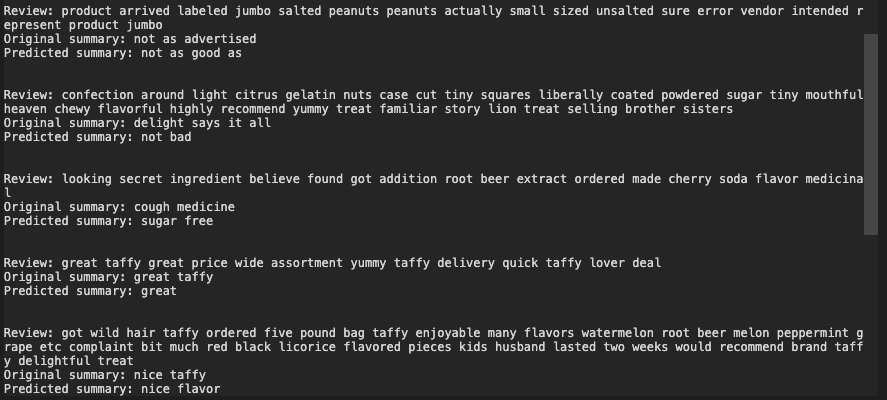 Review: product arrived labeled jumbo salted peanuts peanuts actually small sized unsalted sure error vendor intended r
epresent product jumbo
Original summary: not as advertised
Predicted summary: not as good as
Review: confection around light citrus gelatin nuts case cut tiny squares liberally coated powdered sugar tiny mouthful
heaven chewy flavorful highly recommend yummy treat familiar story lion treat selling brother sisters
Original summary: delight says it all
Predicted summary: not bad
Review: looking secret ingredient believe found got addition root beer extract ordered made cherry soda flavor medicina
l
Original summary: cough medicine
Predicted summary: sugar free
Review: great taffy great price wide assortment yummy taffy delivery quick taffy lover deal
Original summary: great taffy
Predicted summary: great
Review: got wild hair taffy ordered five pound bag taffy enjoyable many flavors watermelon root beer melon peppermint g
rape etc complaint bit much red black licorice flavored pieces kids husband lasted two weeks would recommend brand taff
y delightful treat
Original summary: nice taffy
Predicted summary: nice flavor